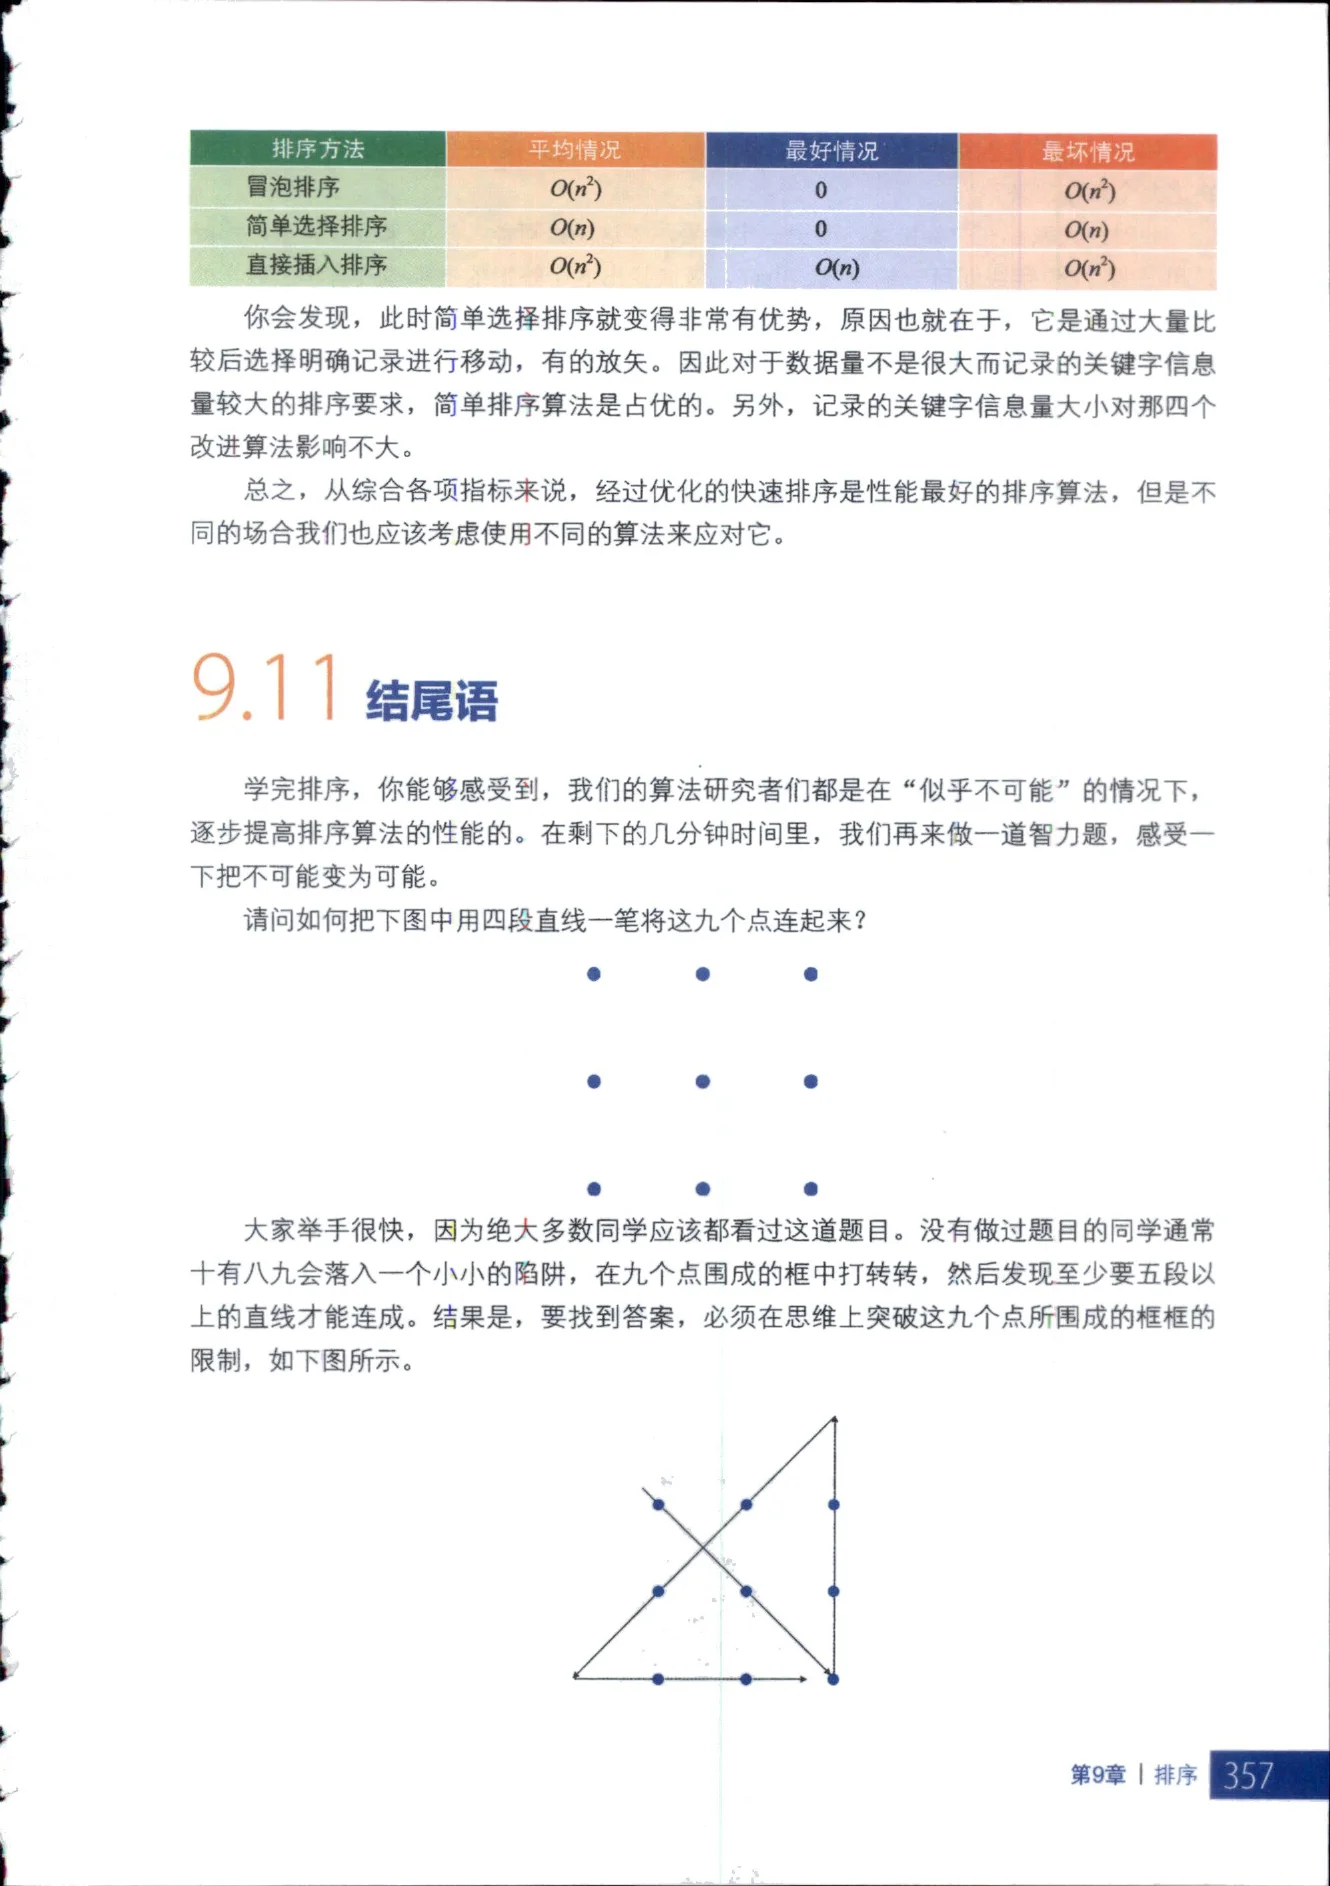 排序方法 平均情况 最好情况 最坏情况
冒泡排序 O(n²) 0 O(n²)
简单选择排序 O(n) 0 O(n)
直接插入排序 O(n²) O(n) O(n²)
你会发现，此时简单选择排序就变得非常有优势，原因也就在于，它是通过大量比
较后选择明确记录进行移动，有的放矢。因此对于数据量不是很大而记录的关键字信息
量较大的排序要求，简单排序算法是占优的。另外，记录的关键字信息量大小对那四个
改进算法影响不大。
总之，从综合各项指标来说，经过优化的快速排序是性能最好的排序算法，但是不
同的场合我们也应该考虑使用不同的算法来应对它。
9.11 结尾语
学完排序，你能够感受到，我们的算法研究者们都是在“似乎不可能”的情况下，
逐步提高排序算法的性能的。在剩下的几分钟时间里，我们再来做一道智力题，感受一
下把不可能变为可能。
请问如何把下图中用四段直线一笔将这九个点连起来？
大家举手很快，因为绝大多数同学应该都看过这道题目。没有做过题目的同学通常
十有八九会落入一个小小的陷阱，在九个点围成的框中打转转，然后发现至少要五段以
上的直线才能连成。结果是，要找到答案，必须在思维上突破这九个点所围成的框框的
限制，如下图所示。
第9章 | 排序 357